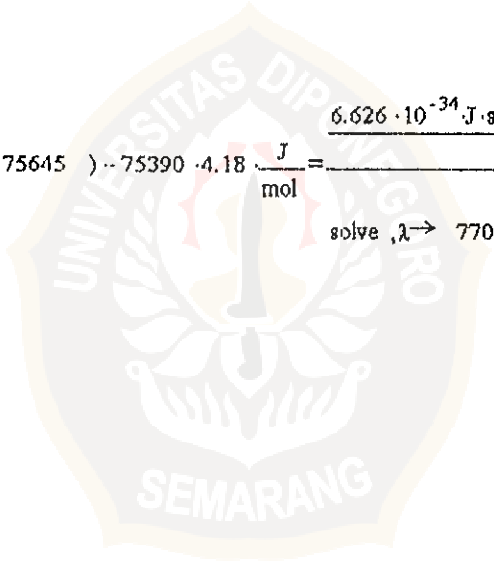 6.626 · 10^-34 · J · s
75645 ) -- 75390 · 4.18 · J/mol =
solve , λ → 770
UNIVERSITAS DIPONEGORO
SEMARANG